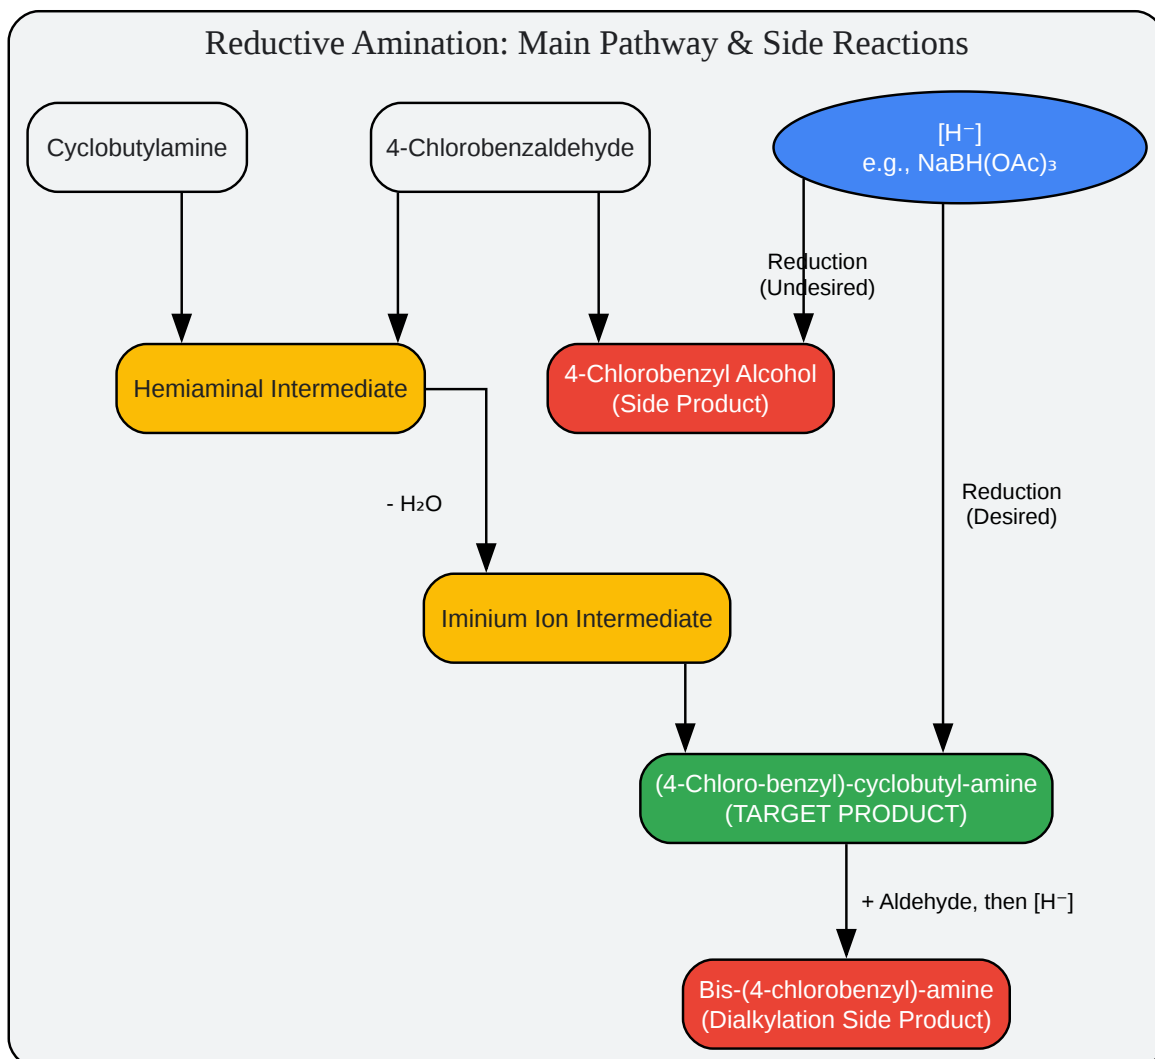 Reductive Amination: Main Pathway & Side Reactions
Cyclobutylamine
4-Chlorobenzaldehyde
[H⁻]
e.g., NaBH(OAc)₃
Reduction
(Undesired)
Hemiaminal Intermediate
4-Chlorobenzyl Alcohol
(Side Product)
- H₂O
Reduction
(Desired)
Iminium Ion Intermediate
(4-Chloro-benzyl)-cyclobutyl-amine
(TARGET PRODUCT)
+ Aldehyde, then [H⁻]
Bis-(4-chlorobenzyl)-amine
(Dialkylation Side Product)